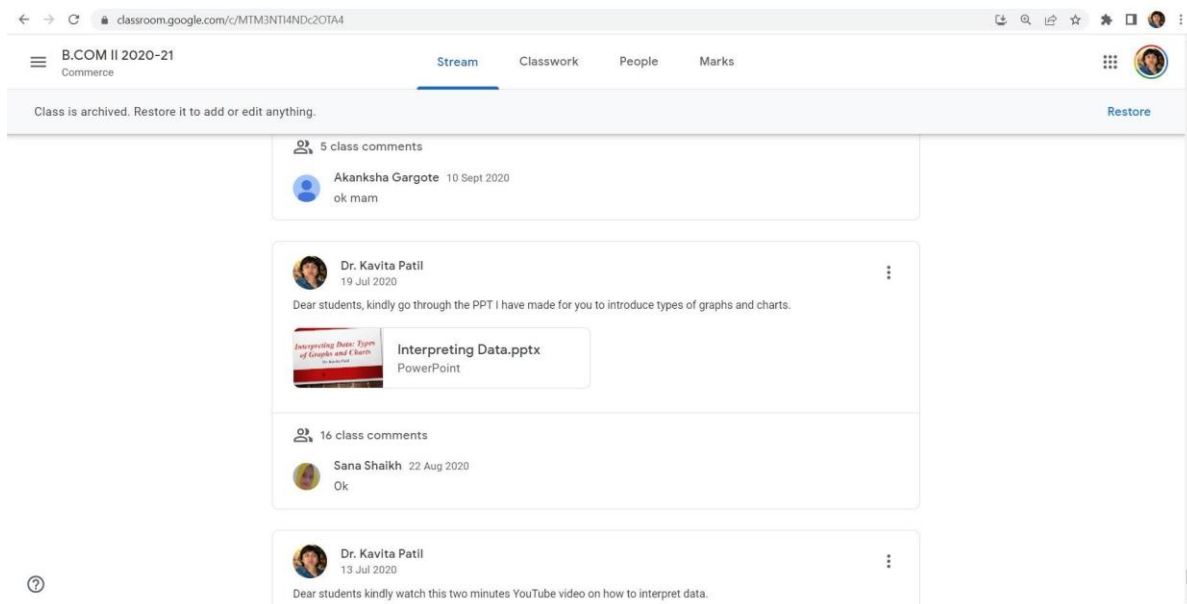 classroom.google.com/c/MTM3NTI4NDc2OTA4
B.COM II 2020-21
Commerce
Stream Classwork People Marks
Class is archived. Restore it to add or edit anything. Restore
5 class comments
Akanksha Gargote 10 Sept 2020
ok mam
Dr. Kavita Patil
19 Jul 2020
Dear students, kindly go through the PPT I have made for you to introduce types of graphs and charts.
Interpreting Data: Types
of Graphs and Charts
Dr. Kavita Patil
Interpreting Data.pptx
PowerPoint
16 class comments
Sana Shaikh 22 Aug 2020
Ok
Dr. Kavita Patil
13 Jul 2020
Dear students kindly watch this two minutes YouTube video on how to interpret data.